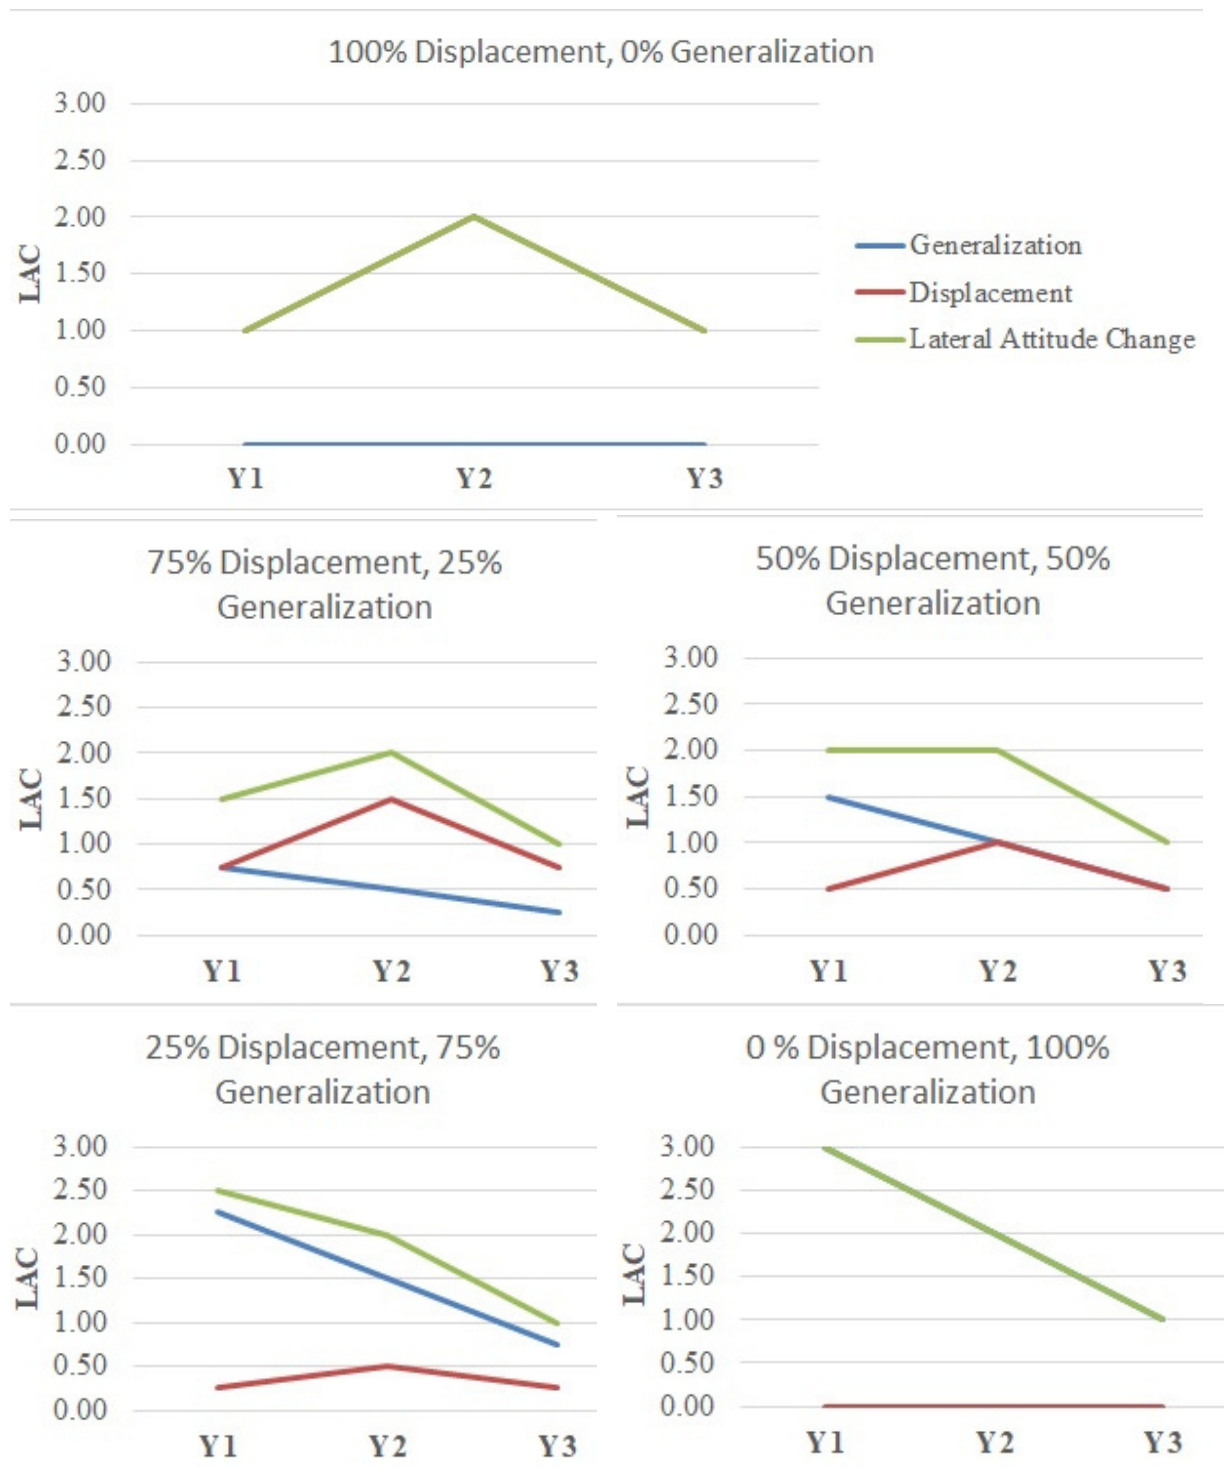 100% Displacement, 0% Generalization
3.00
2.50
2.00
1.50
1.00
0.50
0.00
LAC
Y1 Y2 Y3
Generalization
Displacement
Lateral Attitude Change
75% Displacement, 25%
Generalization
3.00
2.50
2.00
1.50
1.00
0.50
0.00
LAC
Y1 Y2 Y3
50% Displacement, 50%
Generalization
3.00
2.50
2.00
1.50
1.00
0.50
0.00
LAC
Y1 Y2 Y3
25% Displacement, 75%
Generalization
3.00
2.50
2.00
1.50
1.00
0.50
0.00
LAC
Y1 Y2 Y3
0 % Displacement, 100%
Generalization
3.00
2.50
2.00
1.50
1.00
0.50
0.00
LAC
Y1 Y2 Y3